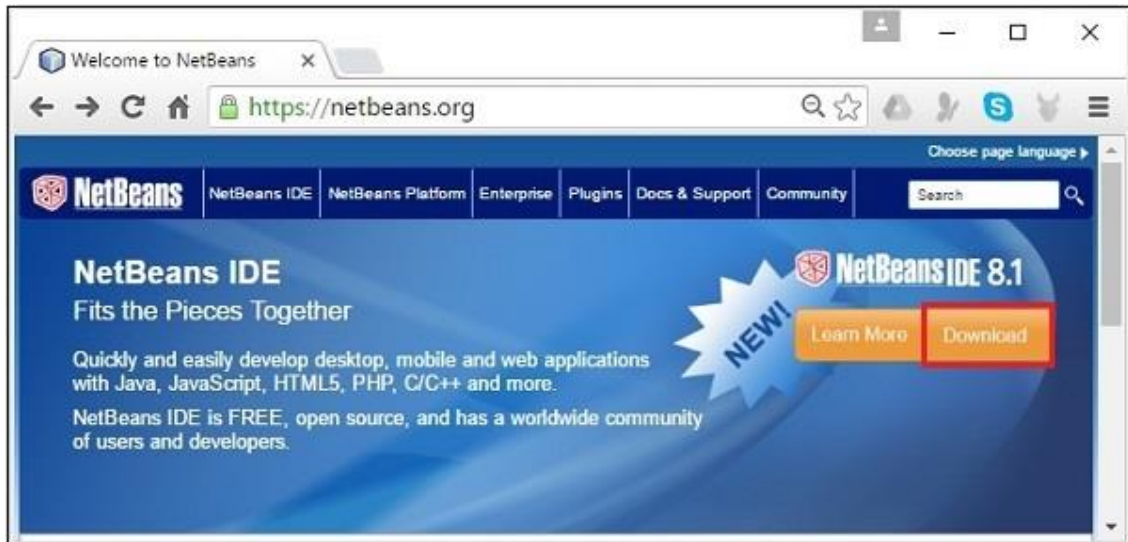 Welcome to NetBeans
https://netbeans.org
Choose page language
NetBeans
NetBeans IDE
NetBeans Platform
Enterprise
Plugins
Docs & Support
Community
Search
NetBeans IDE
Fits the Pieces Together
Quickly and easily develop desktop, mobile and web applications
with Java, JavaScript, HTML5, PHP, C/C++ and more.
NetBeans IDE is FREE, open source, and has a worldwide community
of users and developers.
NEW!
NetBeans IDE 8.1
Learn More
Download